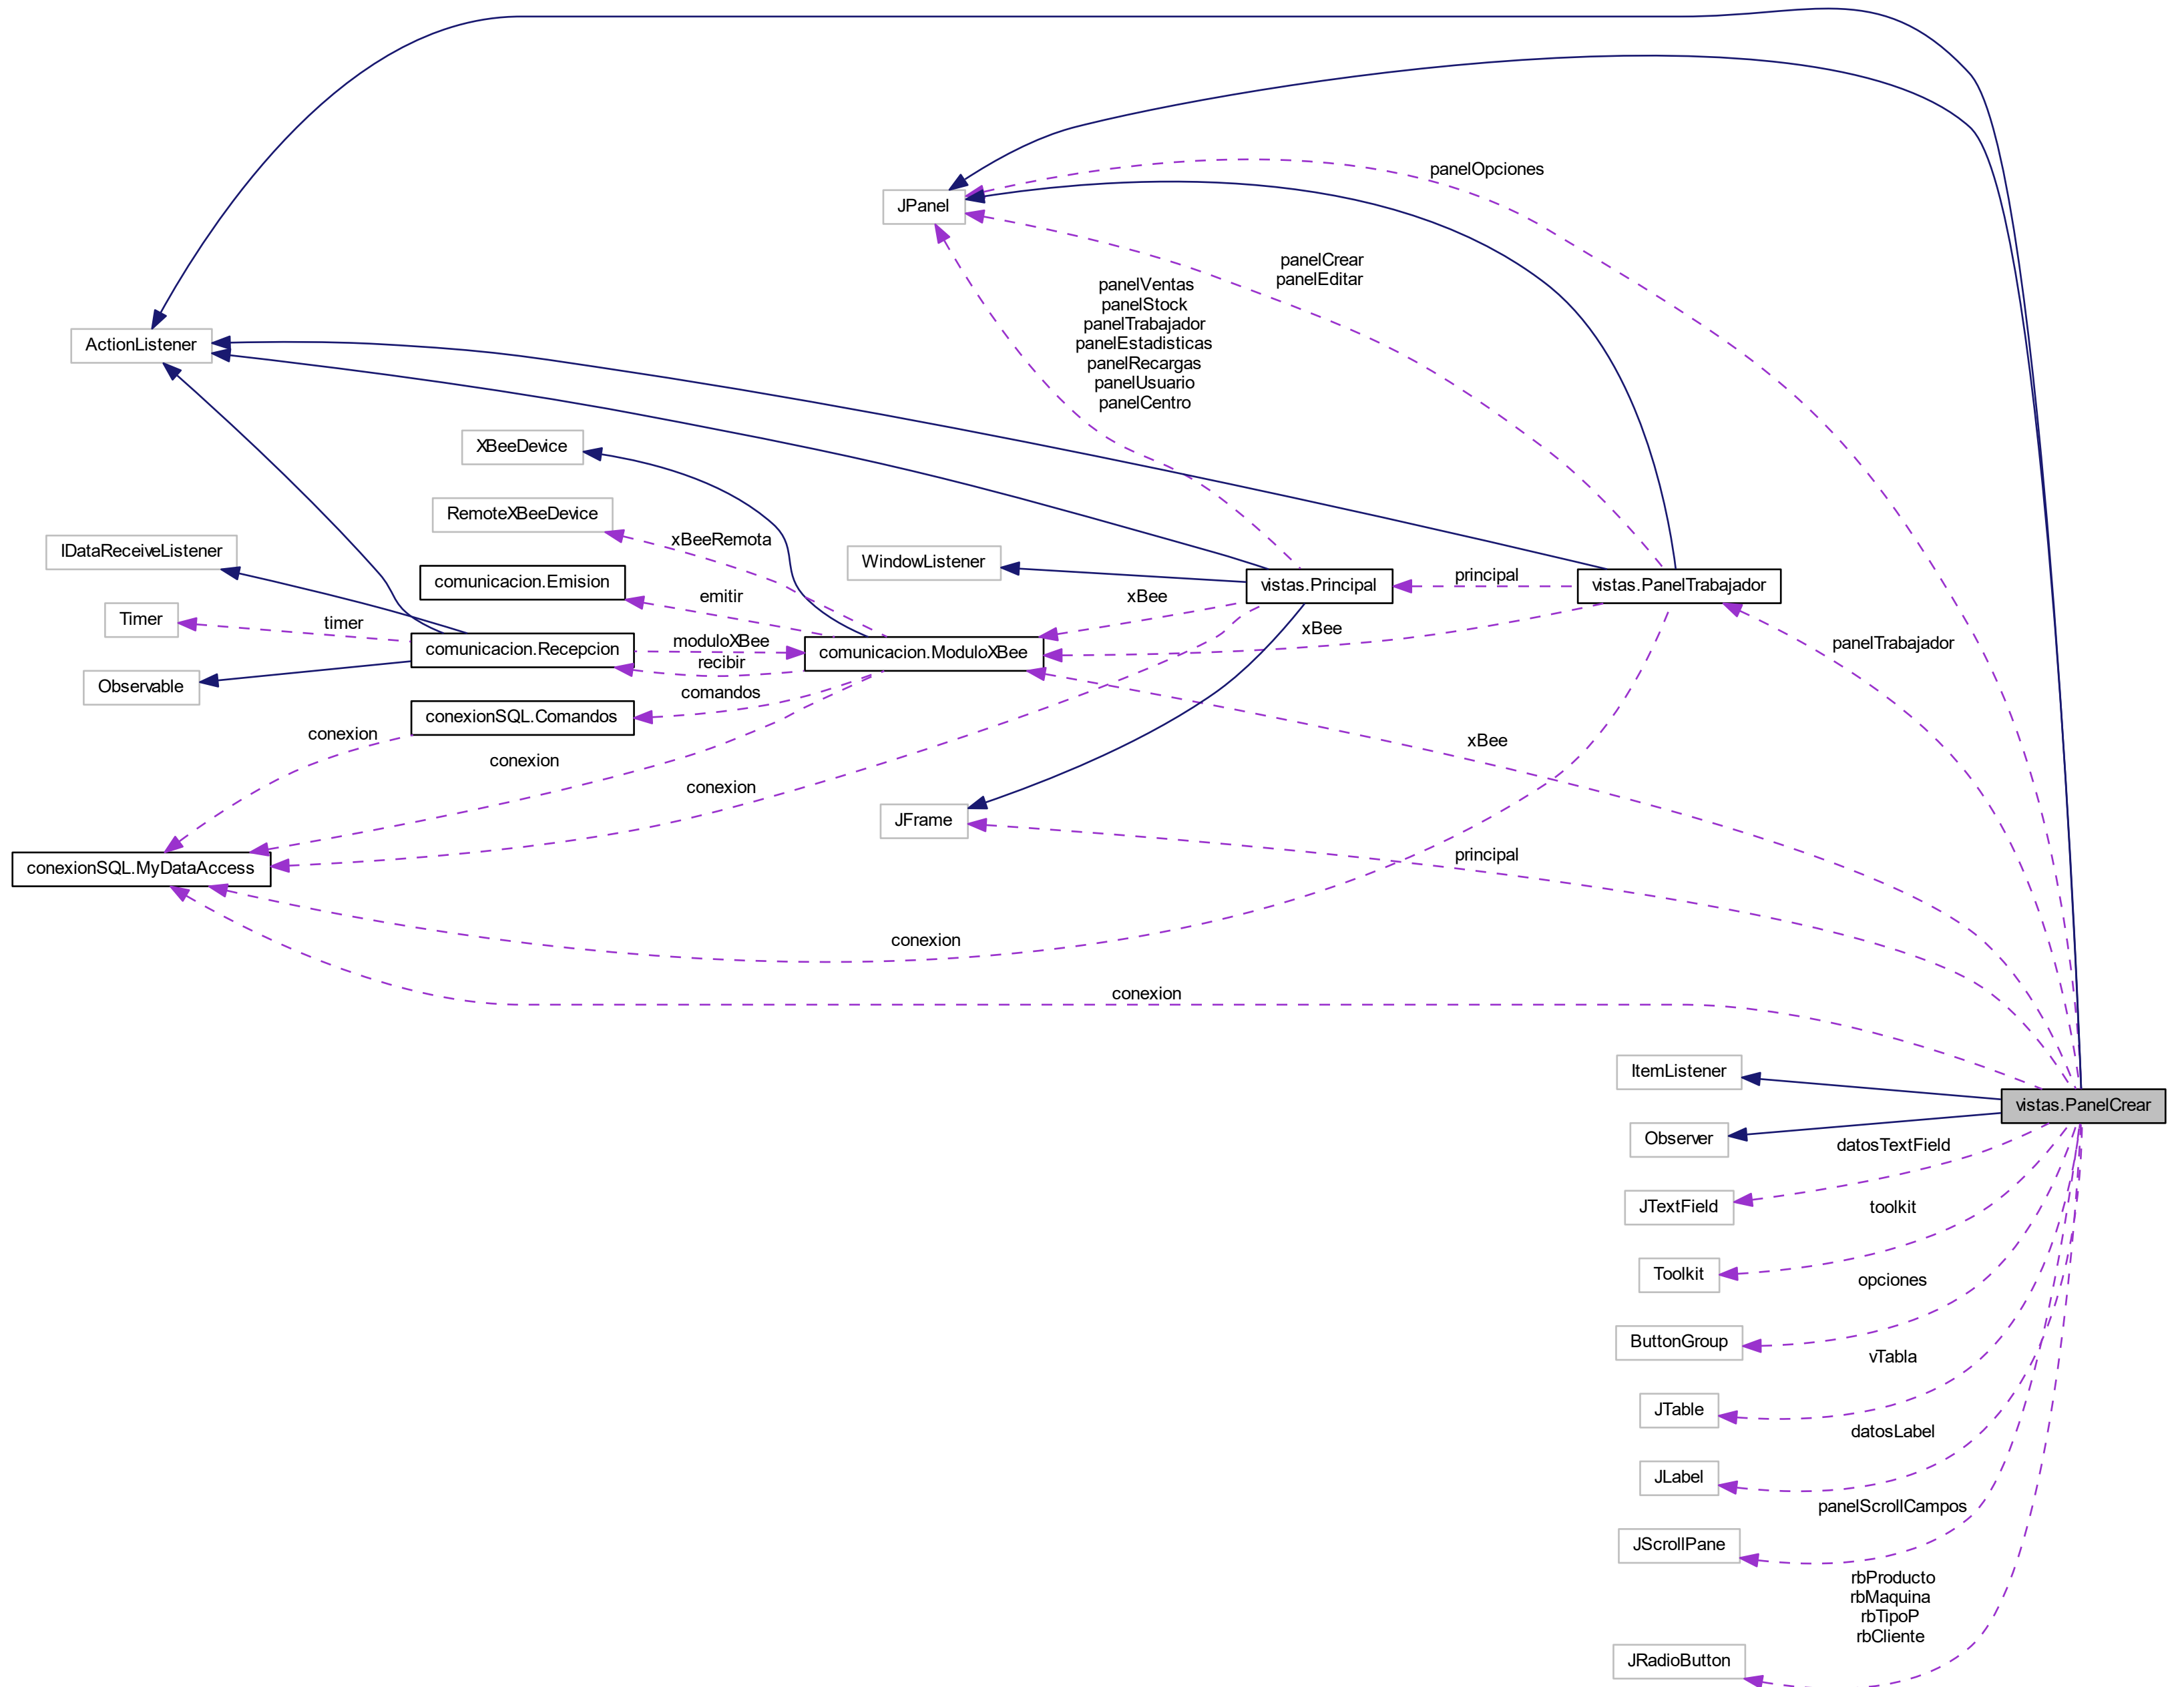 panelOpciones
JPanel
panelCrear
panelEditar
panelVentas
panelStock
panelTrabajador
panelEstadisticas
panelRecargas
panelUsuario
panelCentro
ActionListener
XBeeDevice
RemoteXBeeDevice
xBeeRemota
IDataReceiveListener
WindowListener
comunicacion.Emision
emitir
xBee
vistas.Principal
principal
vistas.PanelTrabajador
Timer
timer
comunicacion.Recepcion
moduloXBee
recibir
comunicacion.ModuloXBee
xBee
panelTrabajador
Observable
comandos
conexionSQL.Comandos
conexion
conexion
conexion
xBee
JFrame
principal
conexionSQL.MyDataAccess
conexion
conexion
ItemListener
vistas.PanelCrear
Observer
datosTextField
JTextField
toolkit
Toolkit
opciones
ButtonGroup
vTabla
JTable
datosLabel
JLabel
panelScrollCampos
JScrollPane
rbProducto
rbMaquina
rbTipoP
rbCliente
JRadioButton